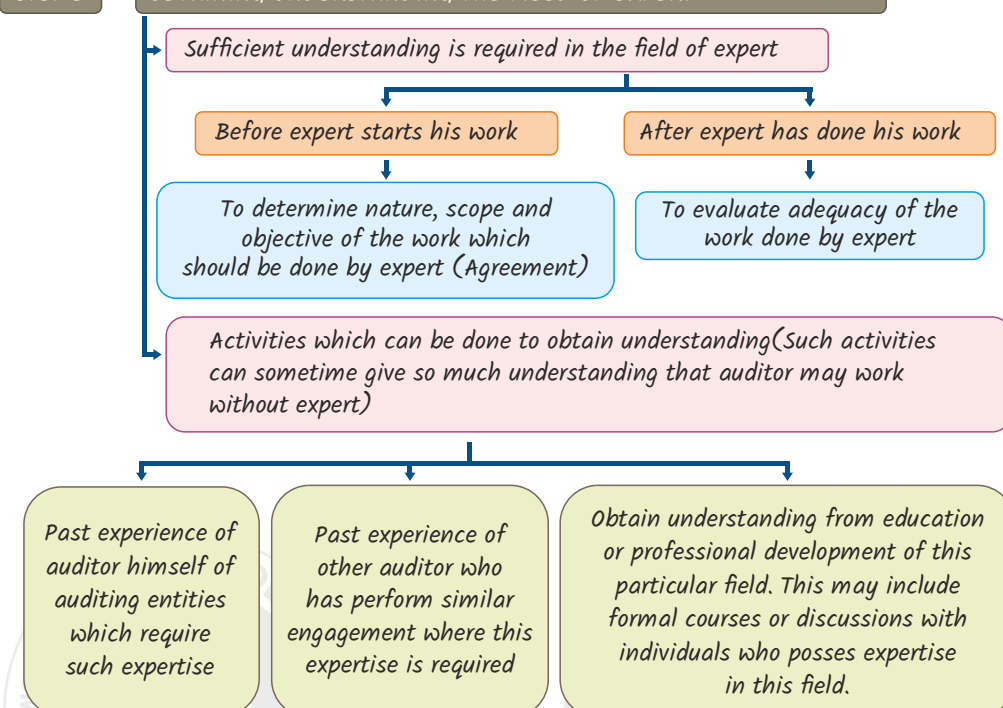 Sufficient understanding is required in the field of expert
Before expert starts his work
After expert has done his work
To determine nature, scope and
objective of the work which
should be done by expert (Agreement)
To evaluate adequacy of the
work done by expert
Activities which can be done to obtain understanding(Such activities
can sometime give so much understanding that auditor may work
without expert)
Past experience of
auditor himself of
auditing entities
which require
such expertise
Past experience of
other auditor who
has perform similar
engagement where this
expertise is required
Obtain understanding from education
or professional development of this
particular field. This may include
formal courses or discussions with
individuals who posses expertise
in this field.